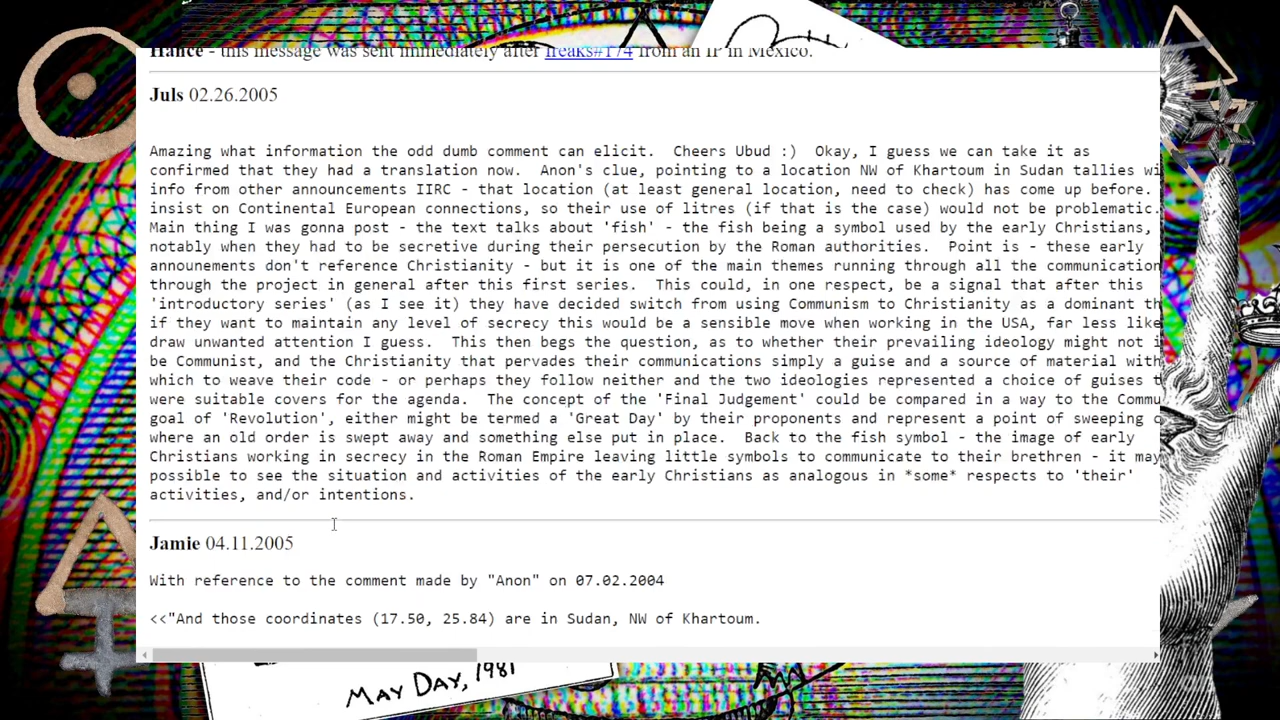 Hance - this message was sent immediately after freaks#174 from an IP in Mexico.
Juls 02.26.2005
Amazing what information the odd dumb comment can elicit.  Cheers Ubud :)  Okay, I guess we can take it as
confirmed that they had a translation now.  Anon's clue, pointing to a location NW of Khartoum in Sudan tallies wi
info from other announcements IIRC - that location (at least general location, need to check) has come up before.
insist on Continental European connections, so their use of litres (if that is the case) would not be problematic.
Main thing I was gonna post - the text talks about 'fish' - the fish being a symbol used by the early Christians,
notably when they had to be secretive during their persecution by the Roman authorities.  Point is - these early
announements don't reference Christianity - but it is one of the main themes running through all the communication
through the project in general after this first series.  This could, in one respect, be a signal that after this
'introductory series' (as I see it) they have decided switch from using Communism to Christianity as a dominant th
if they want to maintain any level of secrecy this would be a sensible move when working in the USA, far less like
draw unwanted attention I guess.  This then begs the question, as to whether their prevailing ideology might not i
be Communist, and the Christianity that pervades their communications simply a guise and a source of material with
which to weave their code - or perhaps they follow neither and the two ideologies represented a choice of guises t
were suitable covers for the agenda.  The concept of the 'Final Judgement' could be compared in a way to the Commu
goal of 'Revolution', either might be termed a 'Great Day' by their proponents and represent a point of sweeping c
where an old order is swept away and something else put in place.  Back to the fish symbol - the image of early
Christians working in secrecy in the Roman Empire leaving little symbols to communicate to their brethren - it may
possible to see the situation and activities of the early Christians as analogous in *some* respects to 'their'
activities, and/or intentions.
Jamie 04.11.2005
With reference to the comment made by "Anon" on 07.02.2004
<<"And those coordinates (17.50, 25.84) are in Sudan, NW of Khartoum.
MAY DAY, 1981